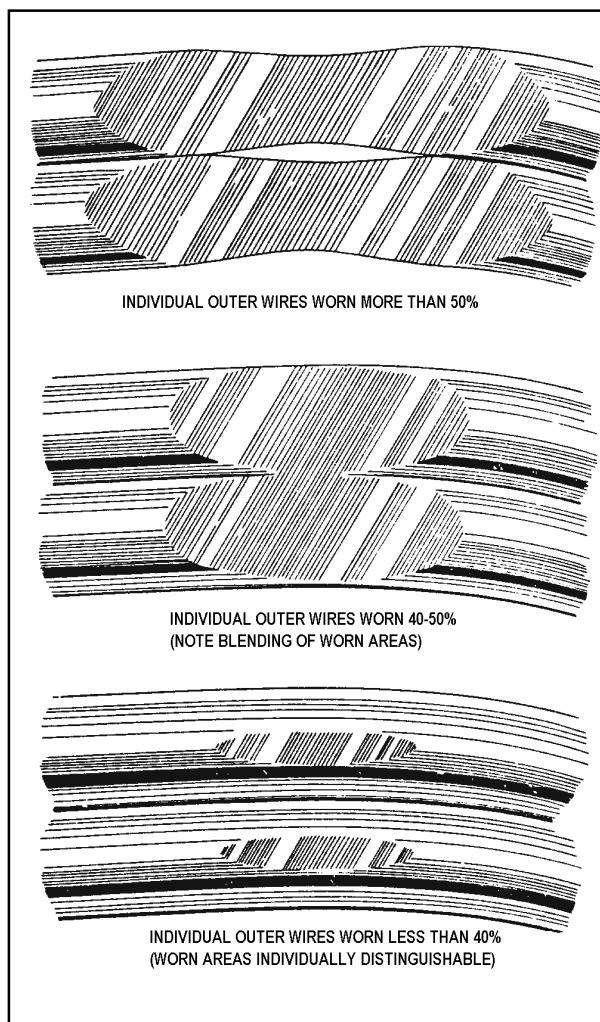 INDIVIDUAL OUTER WIRES WORN MORE THAN 50%
INDIVIDUAL OUTER WIRES WORN 40-50%
(NOTE BLENDING OF WORN AREAS)
INDIVIDUAL OUTER WIRES WORN LESS THAN 40%
(WORN AREAS INDIVIDUALLY DISTINGUISHABLE)